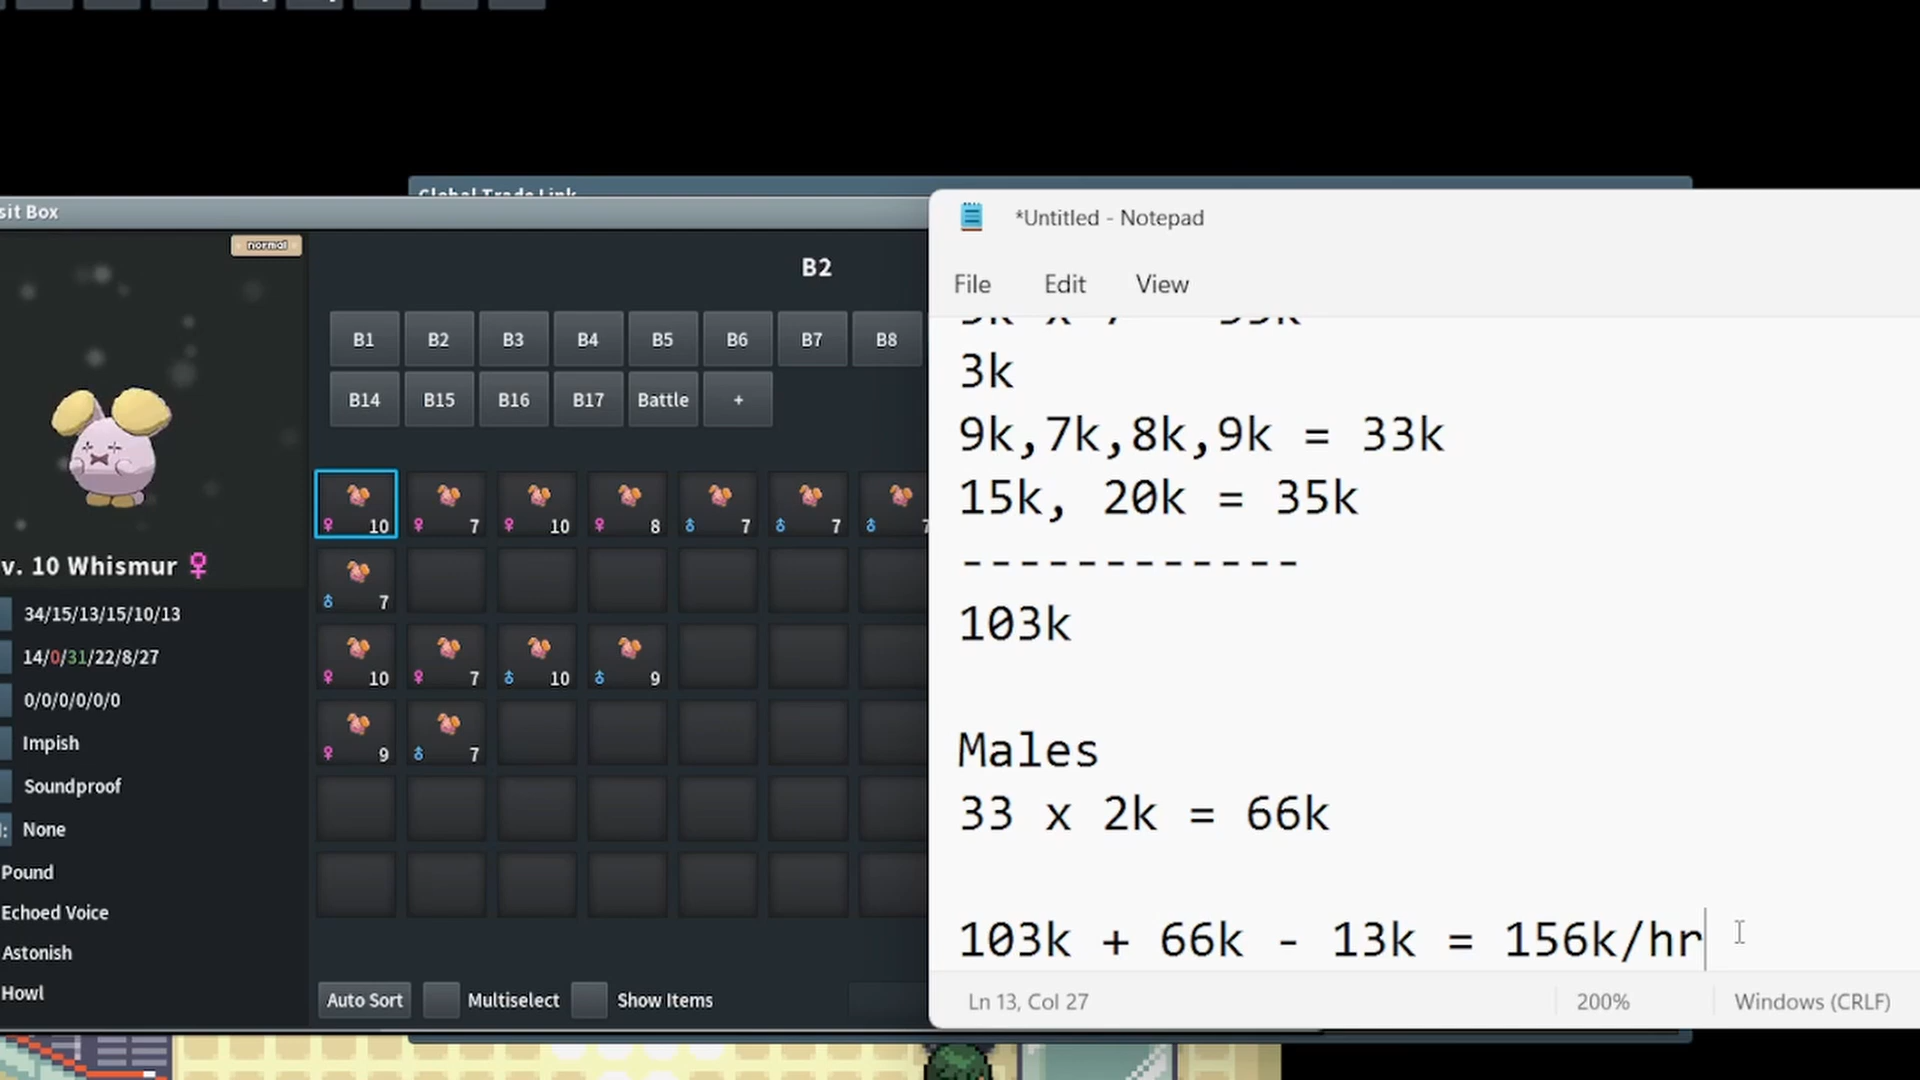 Global Trade Link
sit Box
normal
v. 10 Whismur ♀
34/15/13/15/10/13
14/0/31/22/8/27
0/0/0/0/0/0
Impish
Soundproof
: None
Pound
Echoed Voice
Astonish
Howl
B2
B1 B2 B3 B4 B5 B6 B7 B8
B14 B15 B16 B17 Battle +
♀ 10 ♀ 7 ♀ 10 ♀ 8 ♂ 7 ♂ 7 ♂ 7
♂ 7
♀ 10 ♀ 7 ♂ 10 ♂ 9
♀ 9 ♂ 7
Auto Sort Multiselect Show Items
*Untitled - Notepad
File Edit View
3k
9k,7k,8k,9k = 33k
15k, 20k = 35k
------------
103k
Males
33 x 2k = 66k
103k + 66k - 13k = 156k/hr
Ln 13, Col 27 200% Windows (CRLF)